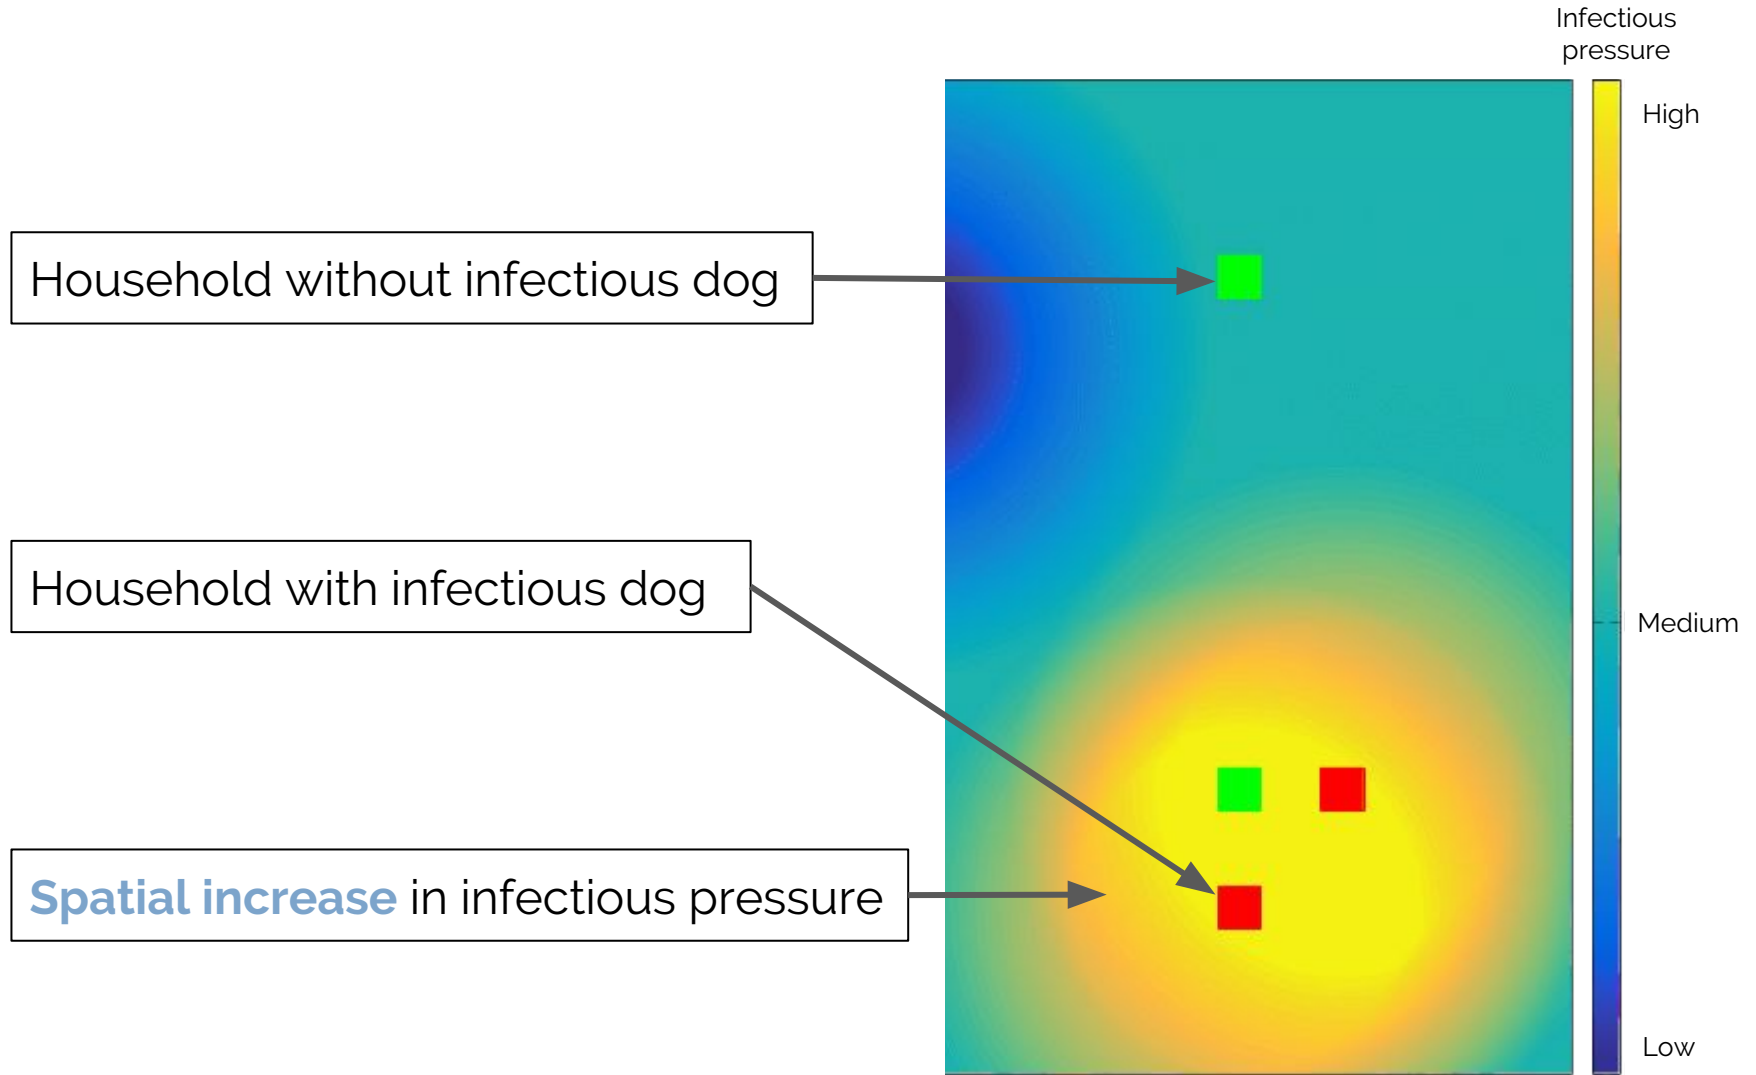 Infectious
pressure
High
Household without infectious dog
Household with infectious dog
Medium
Spatial increase in infectious pressure
Low